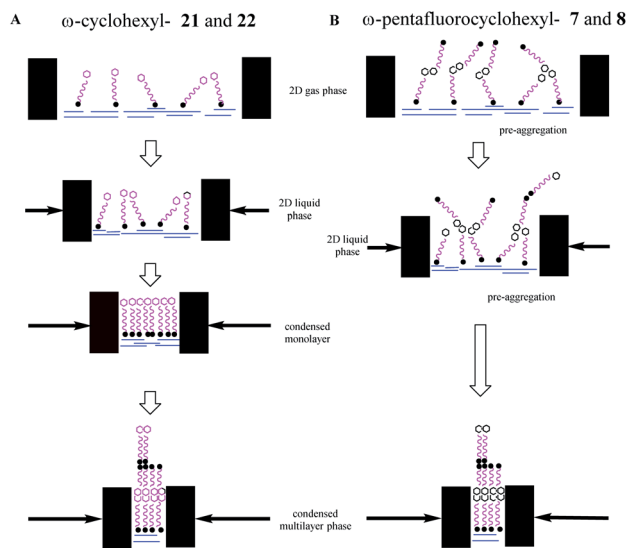 A
ω-cyclohexyl- 21 and 22
B
ω-pentafluorocyclohexyl- 7 and 8
2D gas phase
pre-aggregation
2D liquid
phase
2D liquid
phase
pre-aggregation
condensed
monolayer
condensed
multilayer phase